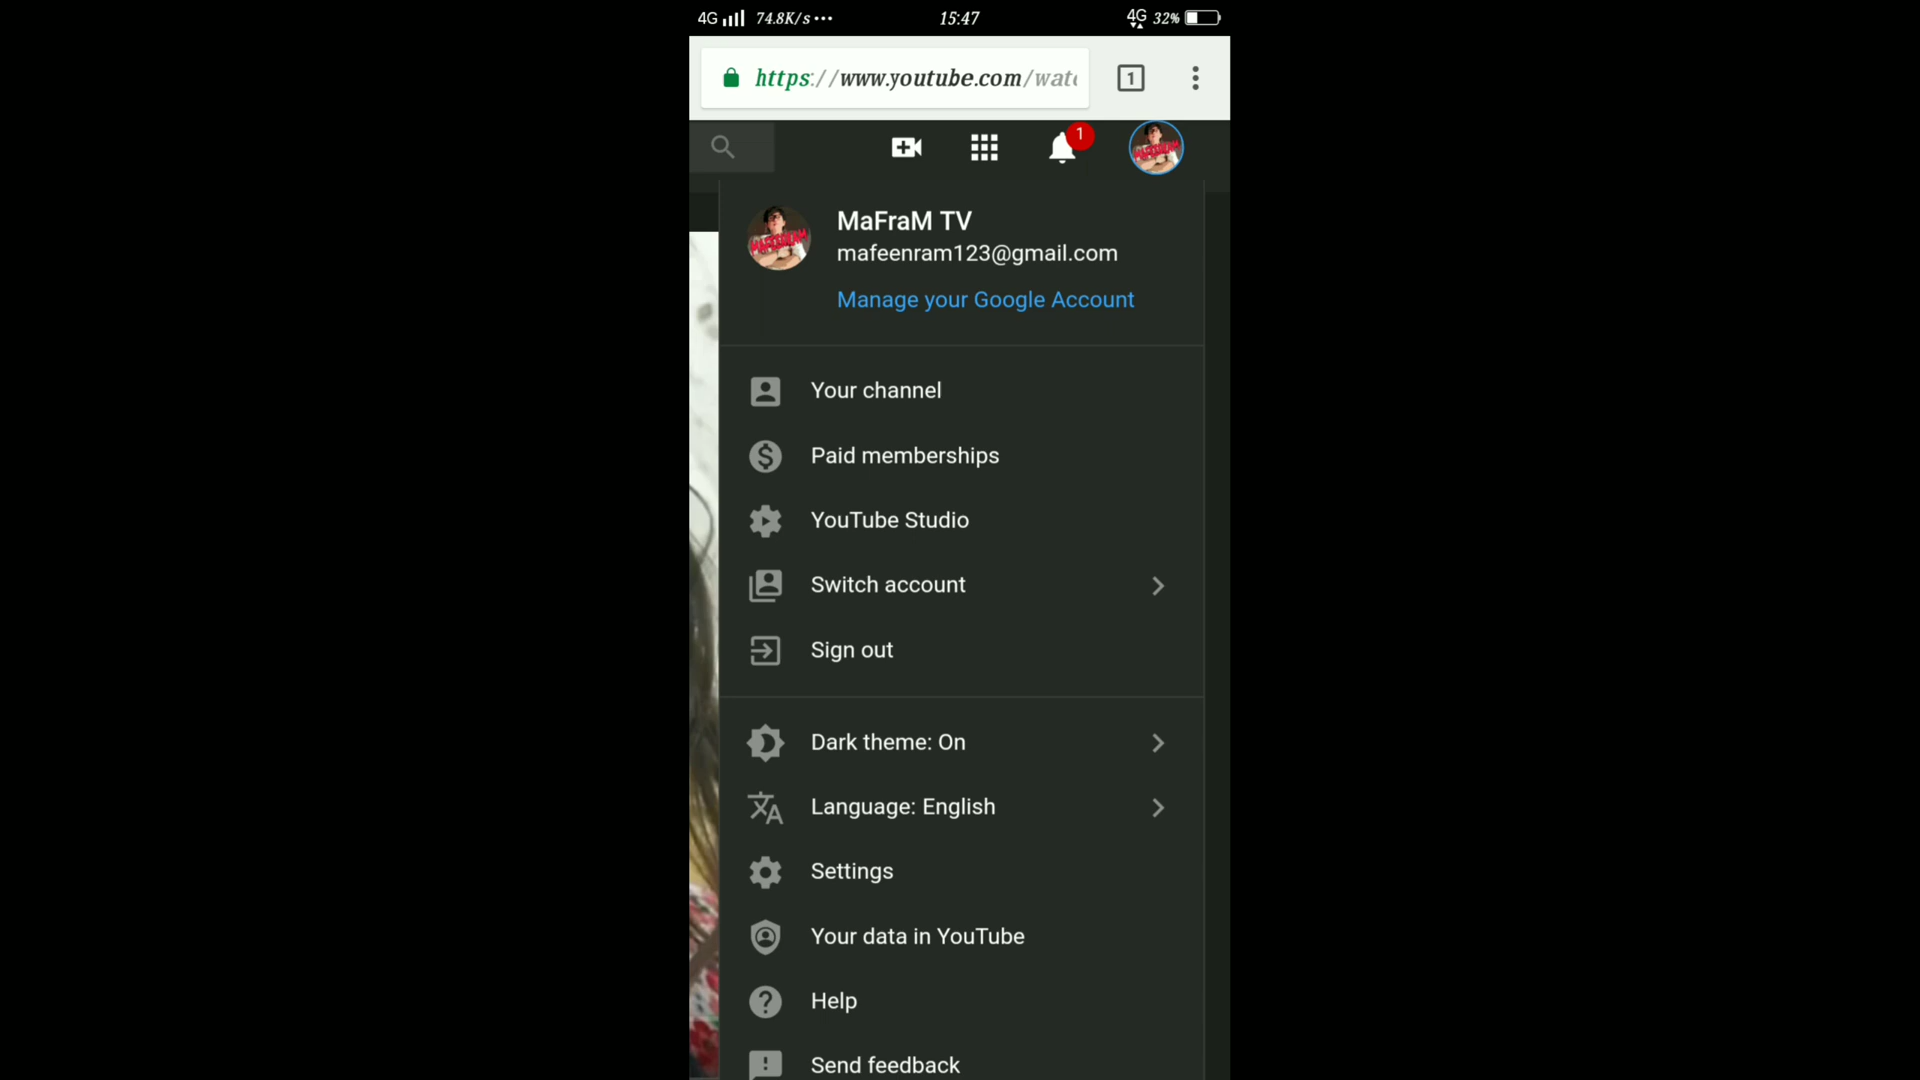 4G 74.8K/s ••• 15:47 4G 32%
https://www.youtube.com/wat
1
1
MaFraM TV
mafeenram123@gmail.com
Manage your Google Account
Your channel
Paid memberships
YouTube Studio
Switch account
Sign out
Dark theme: On
Language: English
Settings
Your data in YouTube
Help
Send feedback